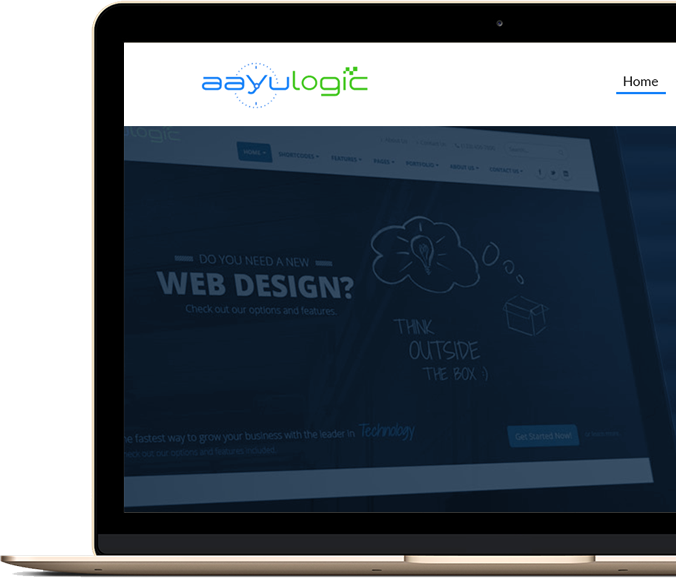 aayulogic
Home
ogic
HOME
SHORTCODES
FEATURES
PAGES
PORTFOLIO
ABOUT US
CONTACT US
DO YOU NEED A NEW
WEB DESIGN?
Check out our options and features.
THINK
OUTSIDE
THE BOX :)
he fastest way to grow your business with the leader in Technology
Get Started Now!
check out our options and features included.